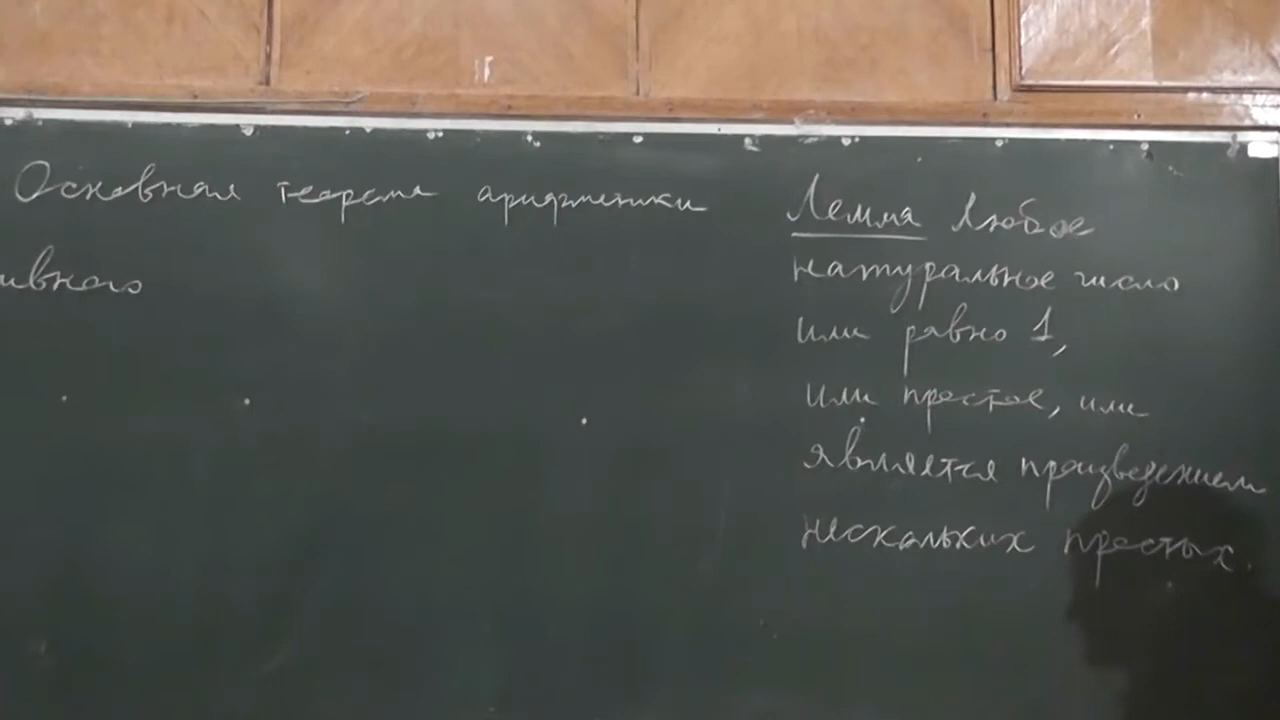 Основная теорема арифметики
ивного
Лемма Любое
натуральное число
или равно 1,
или простое, или
является произведением
нескольких простых.